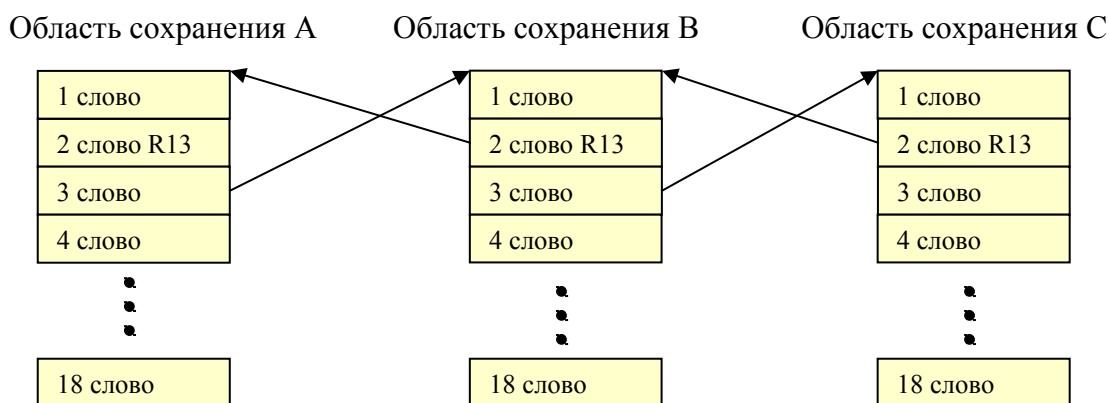 Область сохранения A
Область сохранения B
Область сохранения C
1 слово
1 слово
1 слово
2 слово R13
2 слово R13
2 слово R13
3 слово
3 слово
3 слово
4 слово
4 слово
4 слово
18 слово
18 слово
18 слово